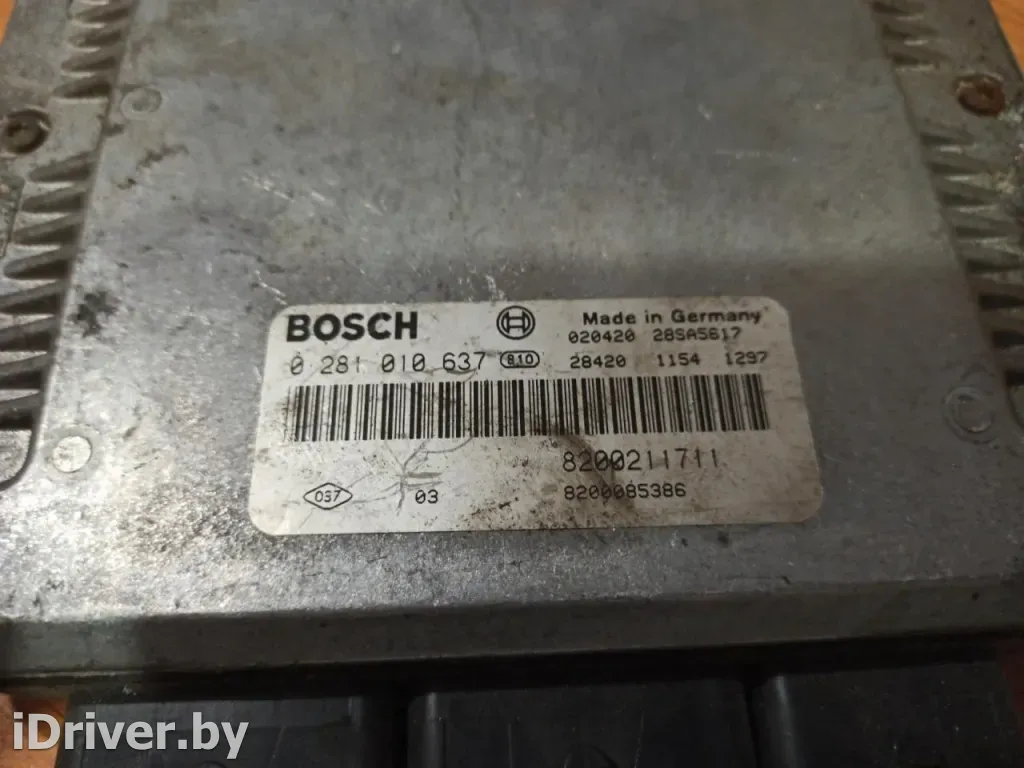 BOSCH Made in Germany
020420 28SA5617
0 281 010 637 810 28420 1154 1297
8200211711
037 03 8200085386
iDriver.by